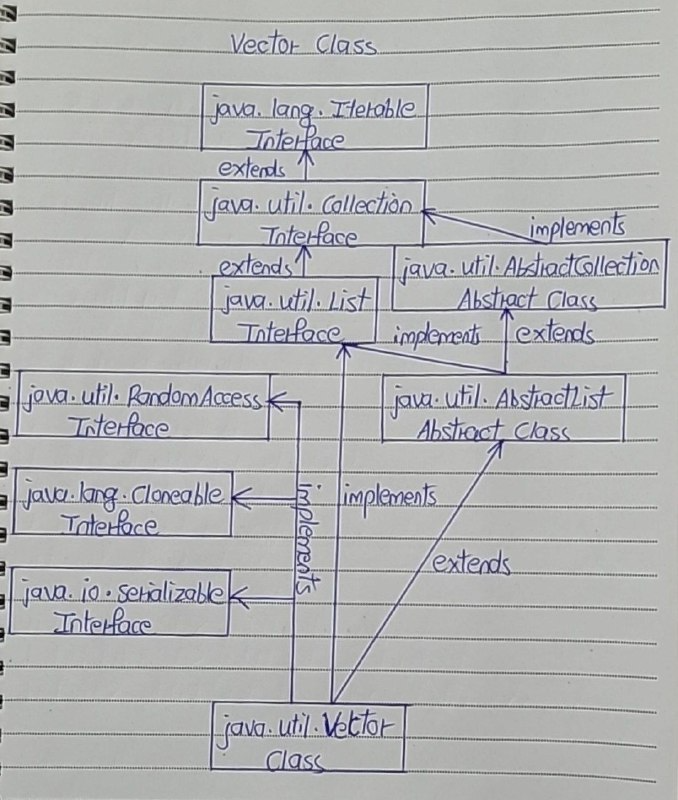 Vector Class
java.lang.Iterable
Interface
extends
java.util.Collection
Interface
implements
extends
java.util.AbstractCollection
Abstract Class
java.util.List
Interface
implements
extends
java.util.RandomAccess
Interface
java.util.AbstractList
Abstract Class
java.lang.Cloneable
Interface
implements
implements
extends
java.io.serializable
Interface
java.util.Vector
Class